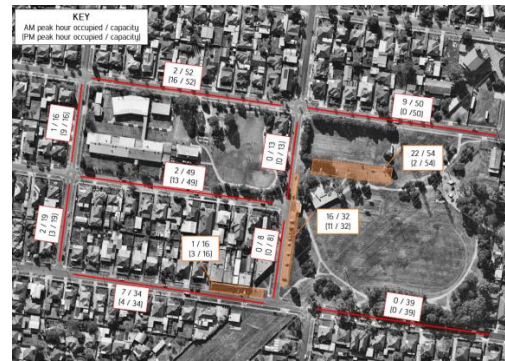 KEY
AM peak hour occupied / capacity
(PM peak hour occupied / capacity)
2 / 52
(16 / 52)
9 / 50
(0 / 50)
1 / 16
(9 / 16)
0 / 13
(0 / 13)
22 / 54
(2 / 54)
2 / 49
(13 / 49)
2 / 19
(3 / 19)
16 / 32
(11 / 32)
1 / 16
(3 / 16)
0 / 8
(0 / 8)
7 / 34
(4 / 34)
0 / 39
(0 / 39)